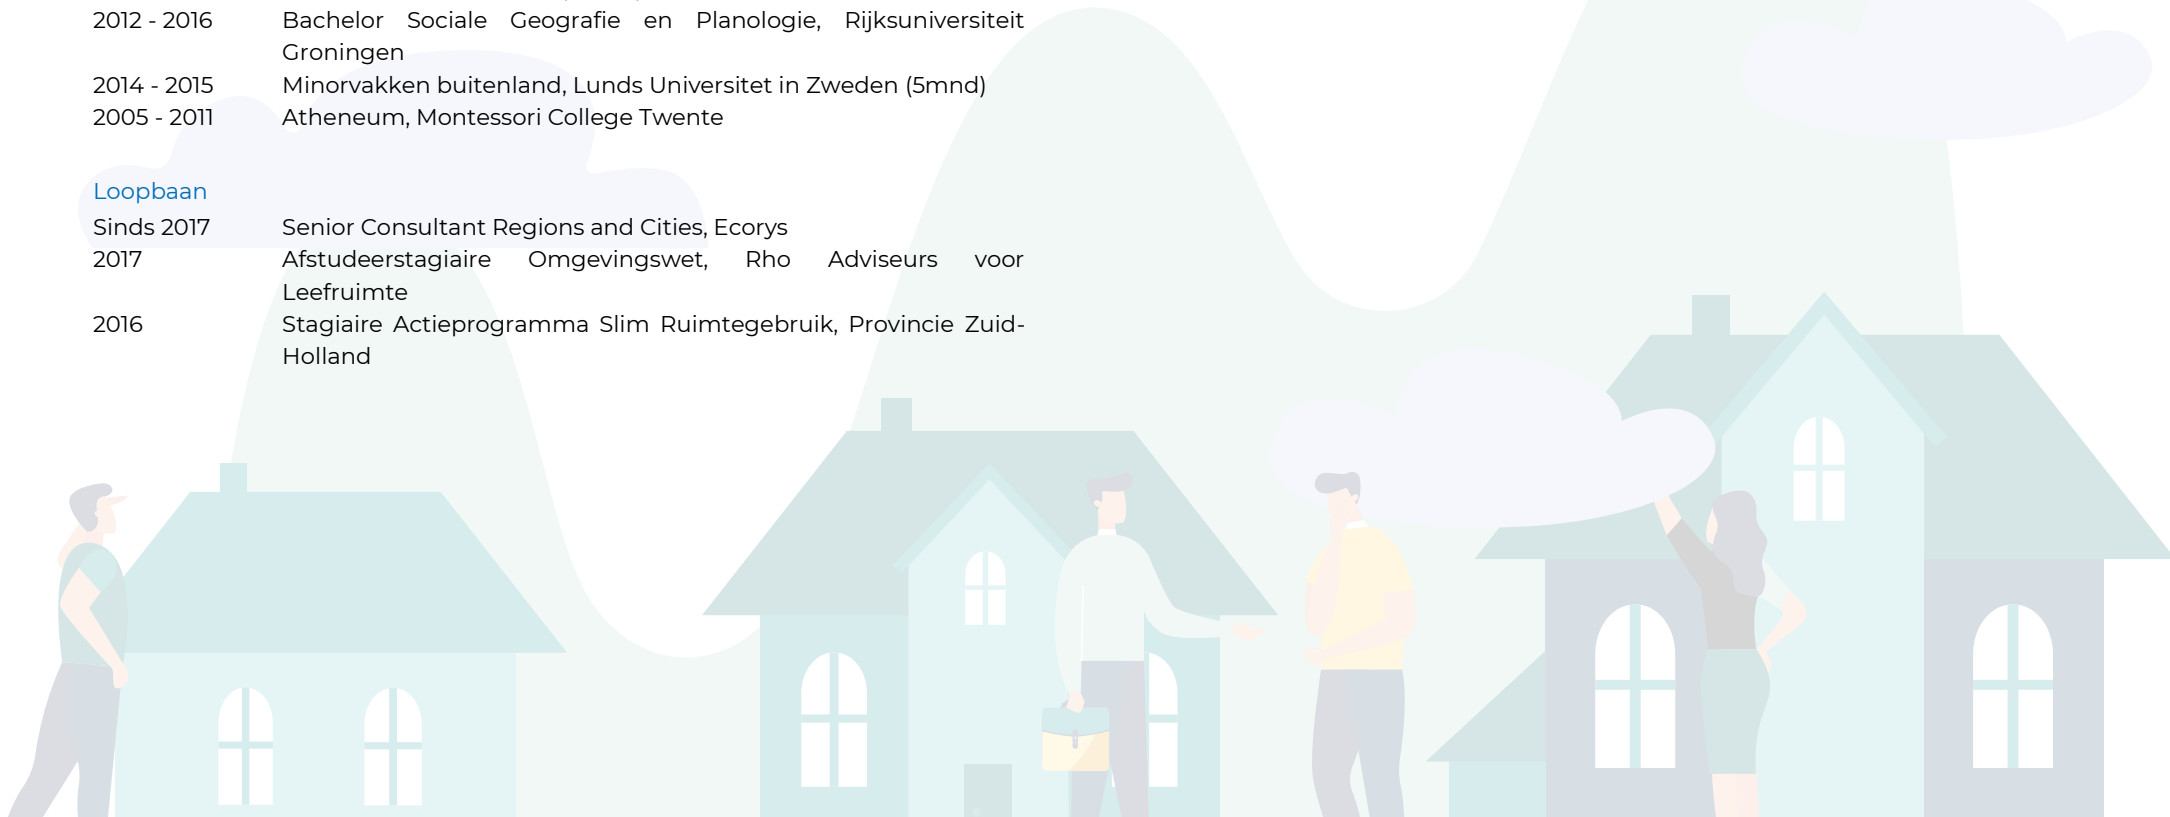 2012 - 2016 Bachelor Sociale Geografie en Planologie, Rijksuniversiteit
Groningen
2014 - 2015 Minorvakken buitenland, Lunds Universitet in Zweden (5mnd)
2005 - 2011 Atheneum, Montessori College Twente
Loopbaan
Sinds 2017 Senior Consultant Regions and Cities, Ecorys
2017 Afstudeerstagiaire Omgevingswet, Rho Adviseurs voor
Leefruimte
2016 Stagiaire Actieprogramma Slim Ruimtegebruik, Provincie Zuid-
Holland